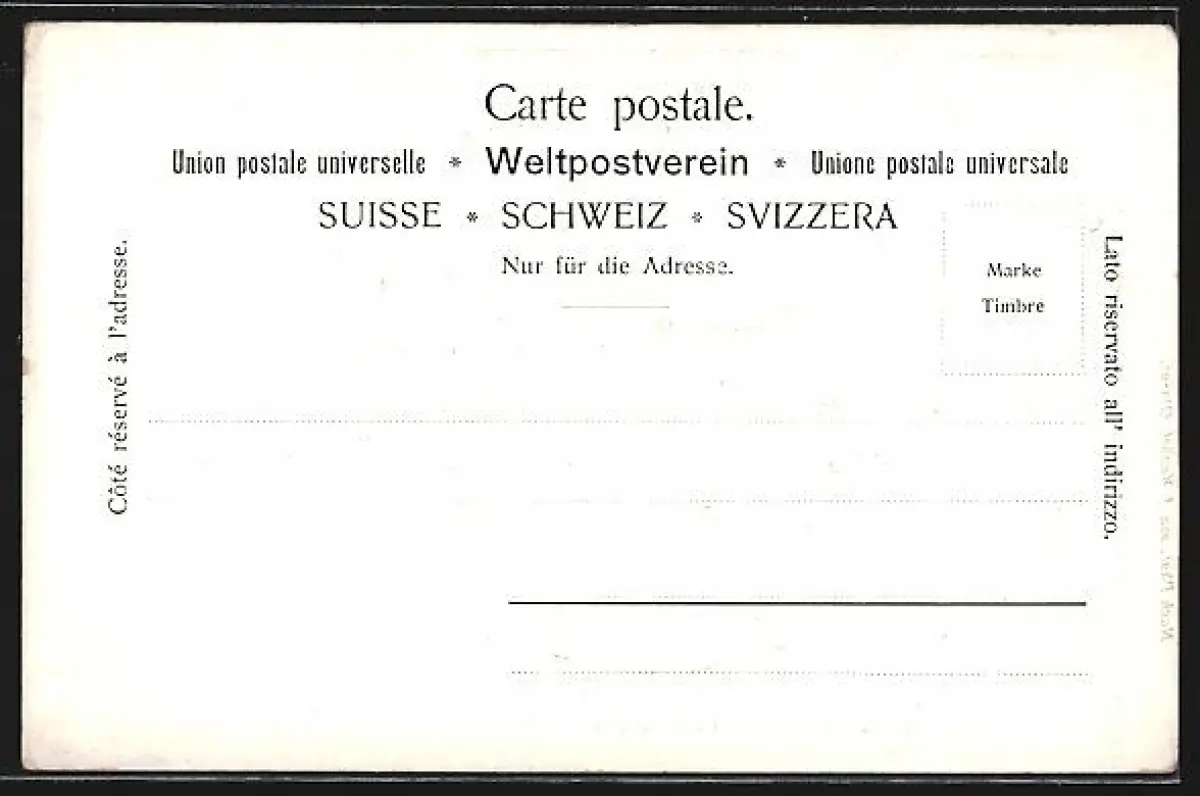 Carte postale.
Union postale universelle * Weltpostverein * Unione postale universale
SUISSE * SCHWEIZ * SVIZZERA
Nur für die Adresse.
Marke
Timbre
Côté réservé à l'adresse.
Lato riservato all' indirizzo.